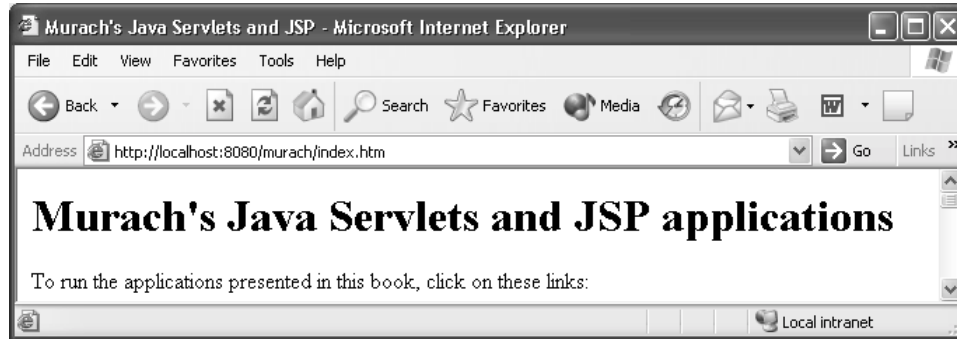 Murach's Java Servlets and JSP - Microsoft Internet Explorer
File Edit View Favorites Tools Help
Back Search Favorites Media W
Address http://localhost:8080/murach/index.htm Go Links »
Murach's Java Servlets and JSP applications
To run the applications presented in this book, click on these links:
Local intranet